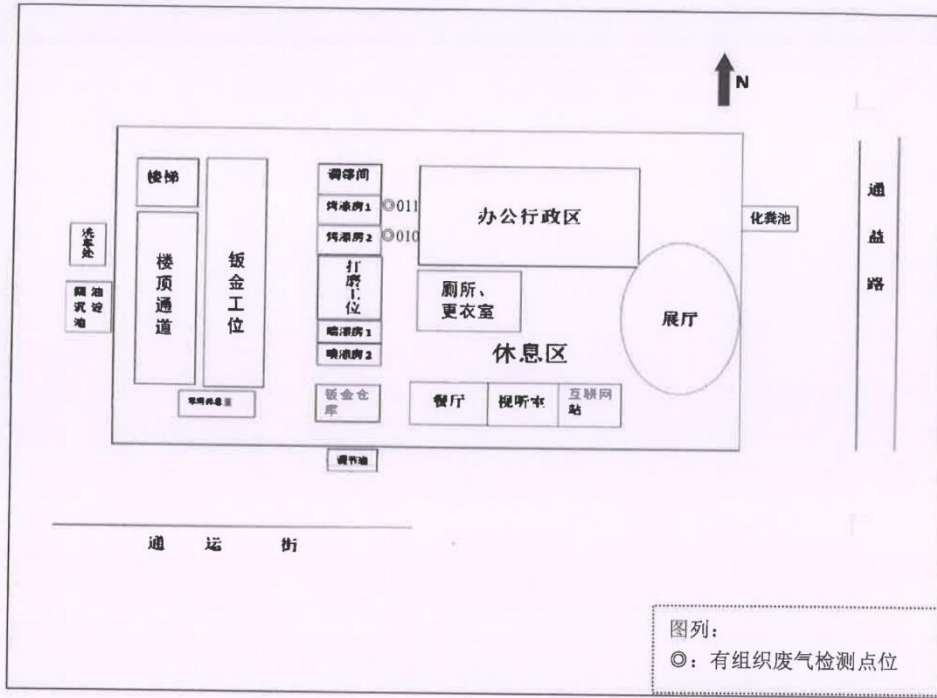 N
楼梯
楼顶通道
钣金工位
调漆间
烤漆房1
◎011
烤漆房2
◎010
打磨工位
喷漆房1
喷漆房2
钣金仓
库
办公行政区
厕所、
更衣室
休息区
展厅
餐厅
视听室
互联网
站
洗车处
隔油
沉淀
池
化粪池
调节池
通益路
通 运 街
图列：
◎：有组织废气检测点位